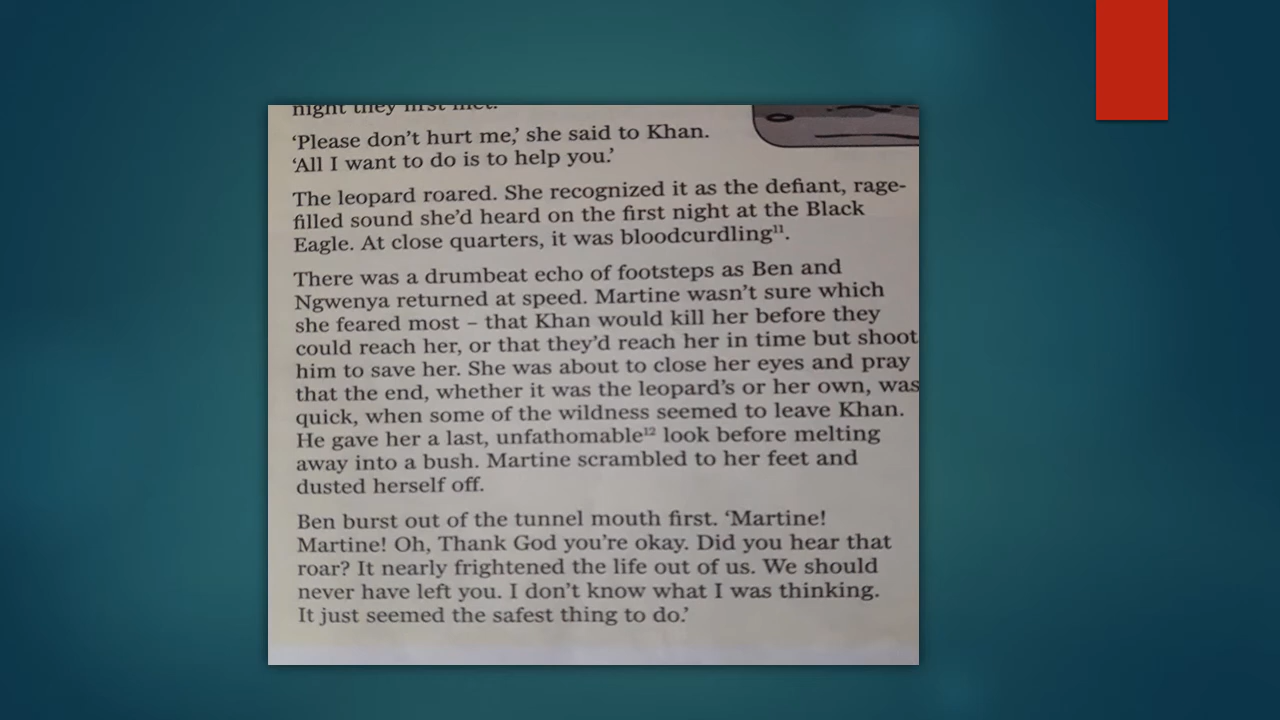 night they first met.
‘Please don’t hurt me,’ she said to Khan.
‘All I want to do is to help you.’
The leopard roared. She recognized it as the defiant, rage-
filled sound she’d heard on the first night at the Black
Eagle. At close quarters, it was bloodcurdling¹¹.
There was a drumbeat echo of footsteps as Ben and
Ngwenya returned at speed. Martine wasn’t sure which
she feared most – that Khan would kill her before they
could reach her, or that they’d reach her in time but shoot
him to save her. She was about to close her eyes and pray
that the end, whether it was the leopard’s or her own, was
quick, when some of the wildness seemed to leave Khan.
He gave her a last, unfathomable¹² look before melting
away into a bush. Martine scrambled to her feet and
dusted herself off.
Ben burst out of the tunnel mouth first. ‘Martine!
Martine! Oh, Thank God you’re okay. Did you hear that
roar? It nearly frightened the life out of us. We should
never have left you. I don’t know what I was thinking.
It just seemed the safest thing to do.’